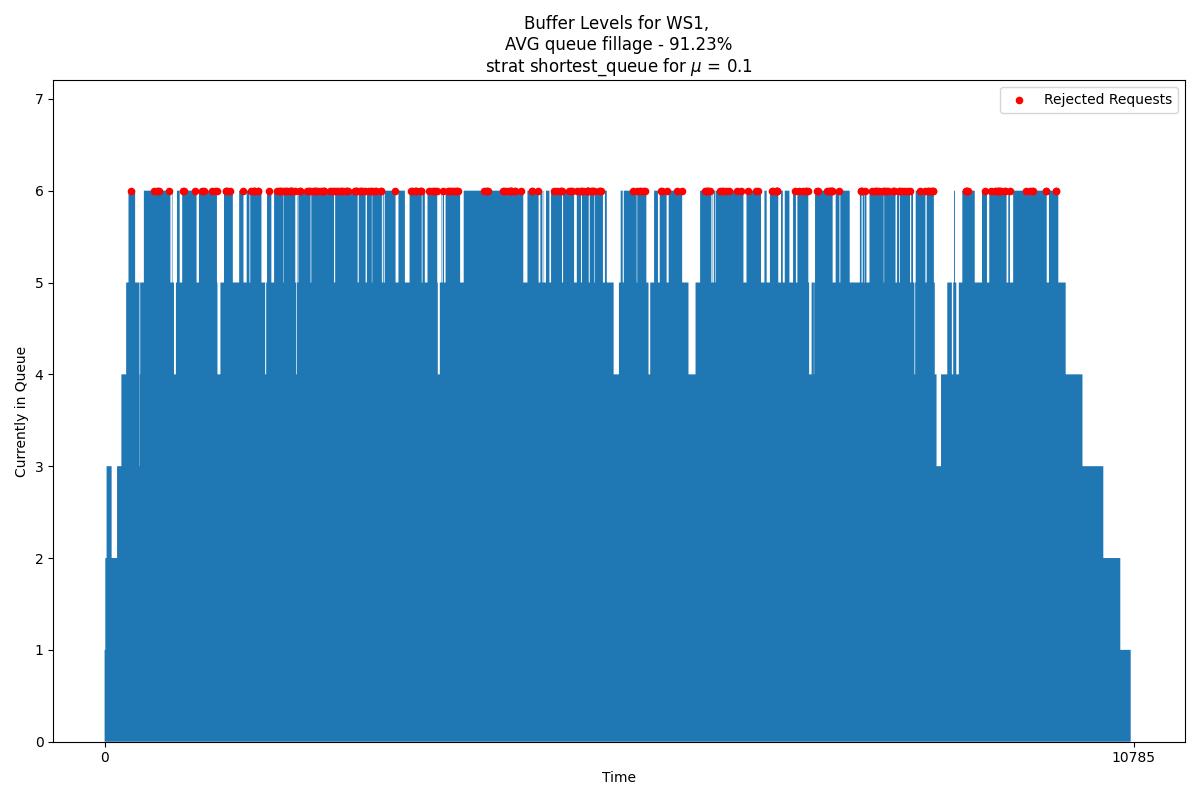 Buffer Levels for WS1,
AVG queue fillage - 91.23%
strat shortest_queue for μ = 0.1
Rejected Requests
7
6
5
4
3
2
1
0
Currently in Queue
0
10785
Time